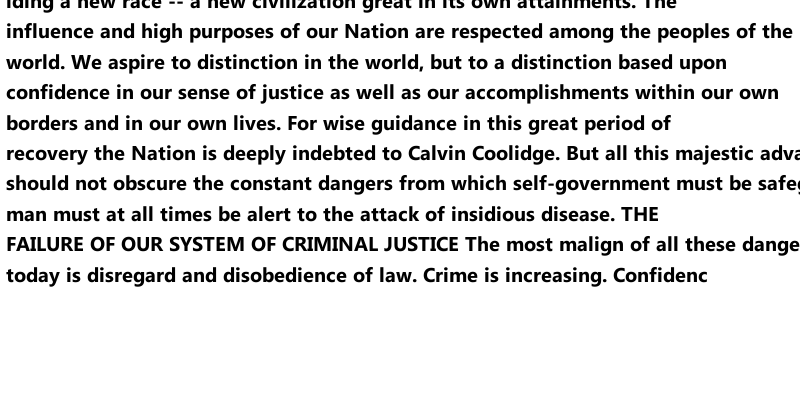 lding a new race -- a new civilization great in its own attainments. The
influence and high purposes of our Nation are respected among the peoples of the
world. We aspire to distinction in the world, but to a distinction based upon
confidence in our sense of justice as well as our accomplishments within our own
borders and in our own lives. For wise guidance in this great period of
recovery the Nation is deeply indebted to Calvin Coolidge. But all this majestic adva
should not obscure the constant dangers from which self-government must be safeg
man must at all times be alert to the attack of insidious disease. THE
FAILURE OF OUR SYSTEM OF CRIMINAL JUSTICE The most malign of all these dange
today is disregard and disobedience of law. Crime is increasing. Confidenc